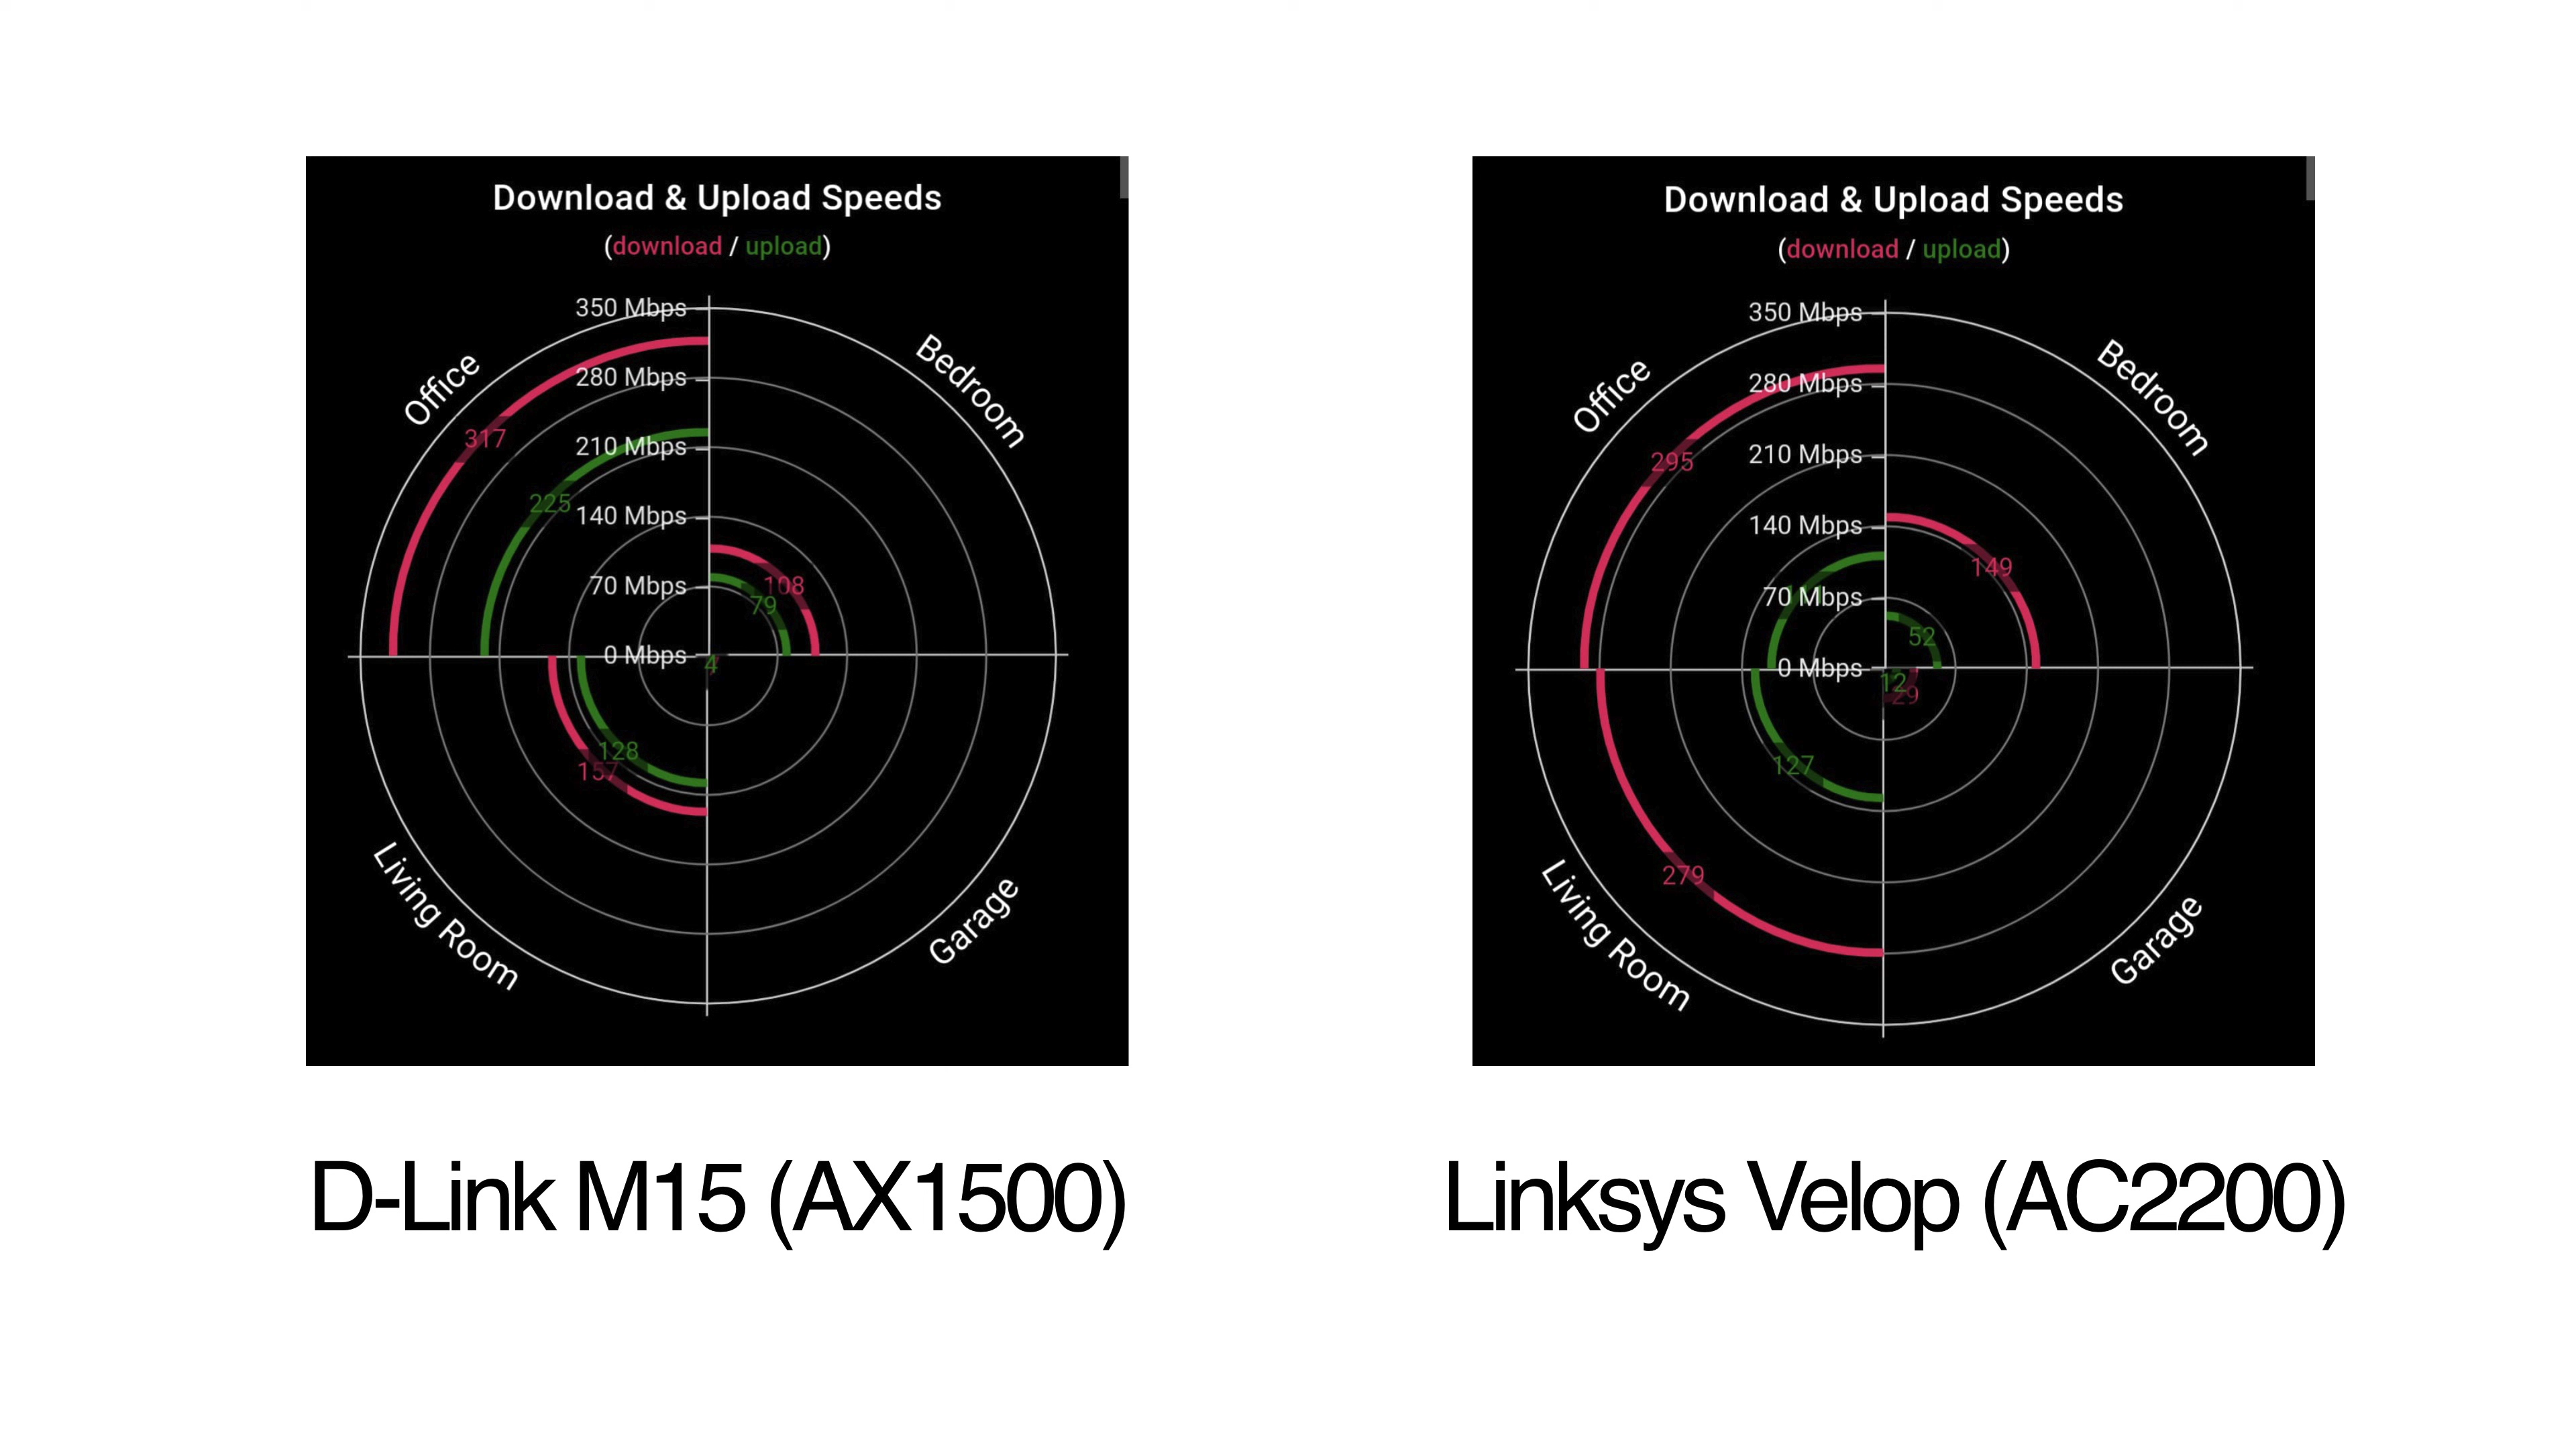 Download & Upload Speeds
(download / upload)
350 Mbps
280 Mbps
210 Mbps
140 Mbps
70 Mbps
0 Mbps
Office
Bedroom
Living Room
Garage
317
225
108
79
128
157
4
D-Link M15 (AX1500)
Download & Upload Speeds
(download / upload)
350 Mbps
280 Mbps
210 Mbps
140 Mbps
70 Mbps
0 Mbps
Office
Bedroom
Living Room
Garage
295
149
52
12
29
127
279
Linksys Velop (AC2200)